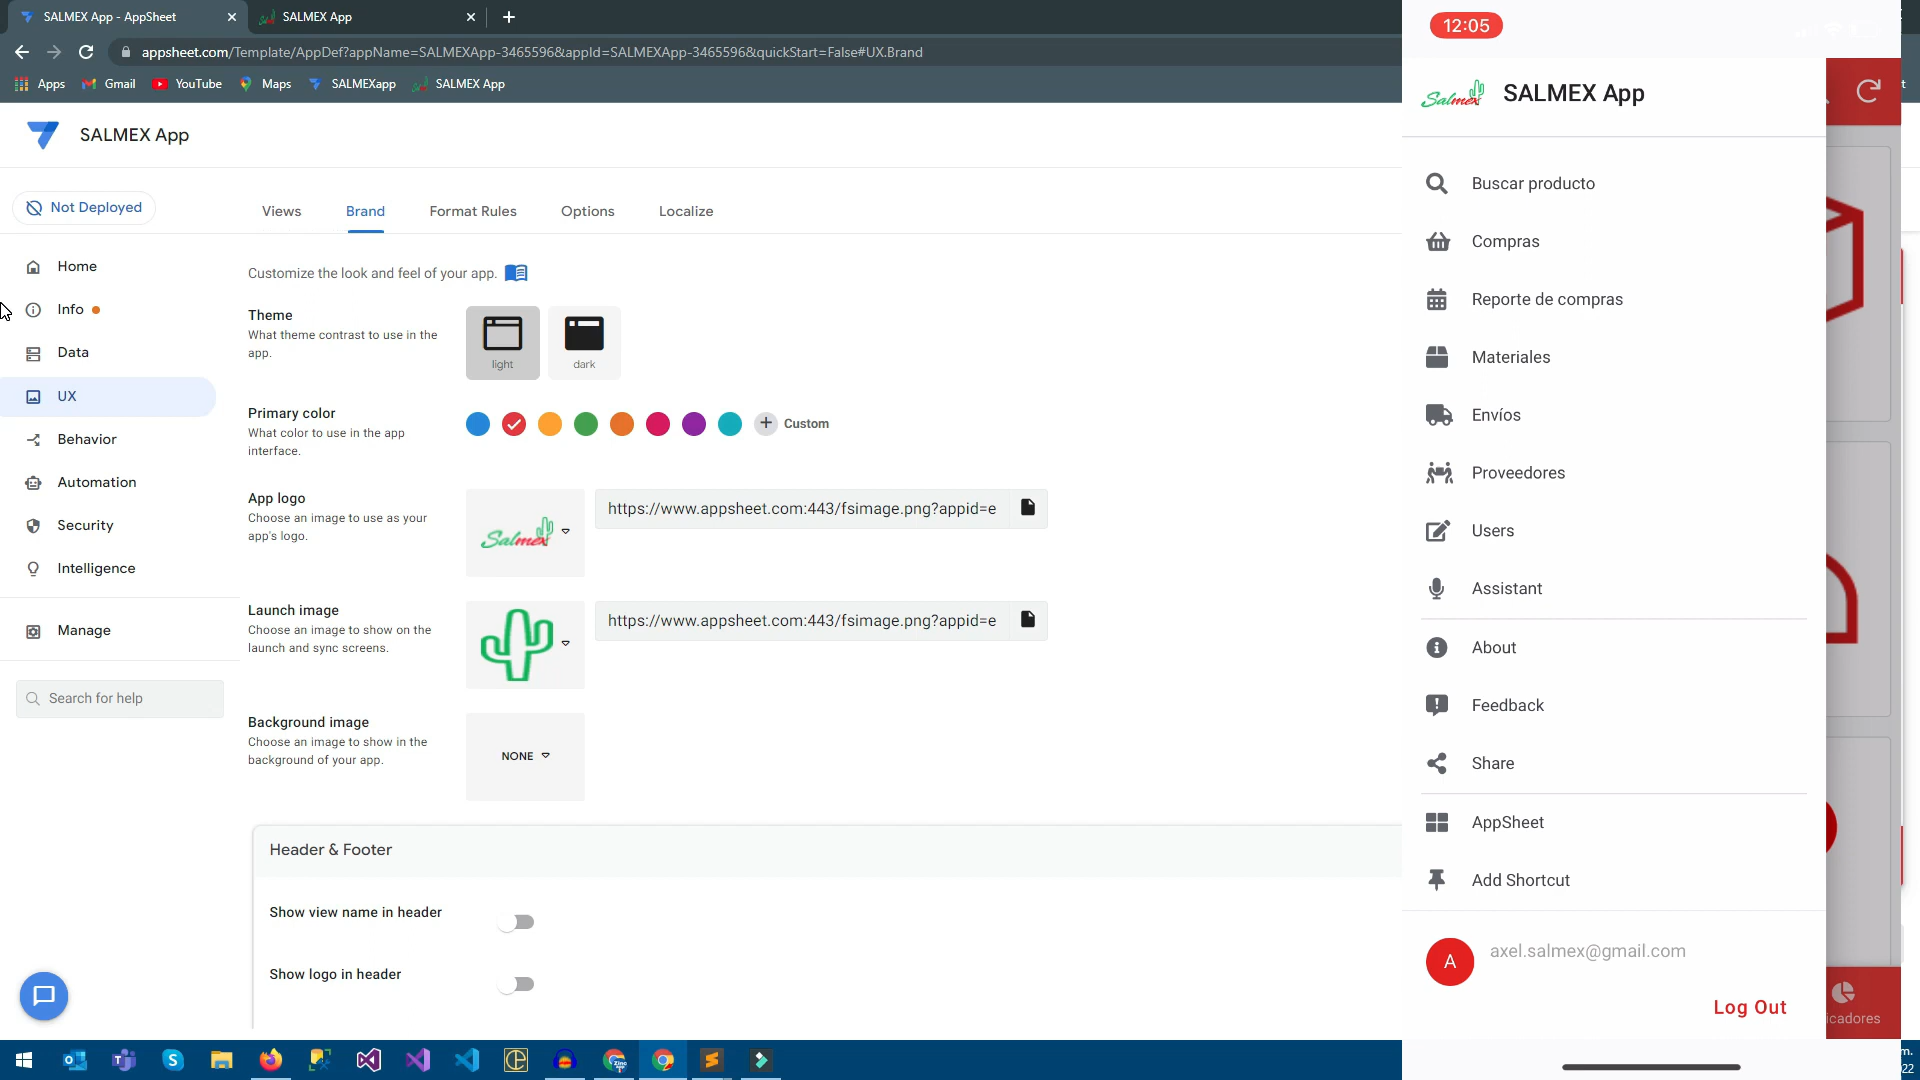 SALMEX App - AppSheet
SALMEX App
appsheet.com/Template/AppDef?appName=SALMEXApp-3465596&appId=SALMEXApp-3465596&quickStart=False#UX.Brand
Apps Gmail YouTube Maps SALMEXapp SALMEX App
SALMEX App
Not Deployed
Home
Info
Data
UX
Behavior
Automation
Security
Intelligence
Manage
Search for help
Views Brand Format Rules Options Localize
Customize the look and feel of your app.
Theme
What theme contrast to use in the
app.
light
dark
Primary color
What color to use in the app
interface.
Custom
App logo
Choose an image to use as your
app's logo.
Salmex
https://www.appsheet.com:443/fsimage.png?appid=e
Launch image
Choose an image to show on the
launch and sync screens.
https://www.appsheet.com:443/fsimage.png?appid=e
Background image
Choose an image to show in the
background of your app.
NONE
Header & Footer
Show view name in header
Show logo in header
12:05
Salmex
SALMEX App
Buscar producto
Compras
Reporte de compras
Materiales
Envíos
Proveedores
Users
Assistant
About
Feedback
Share
AppSheet
Add Shortcut
A
axel.salmex@gmail.com
Log Out
icadores
m.
22